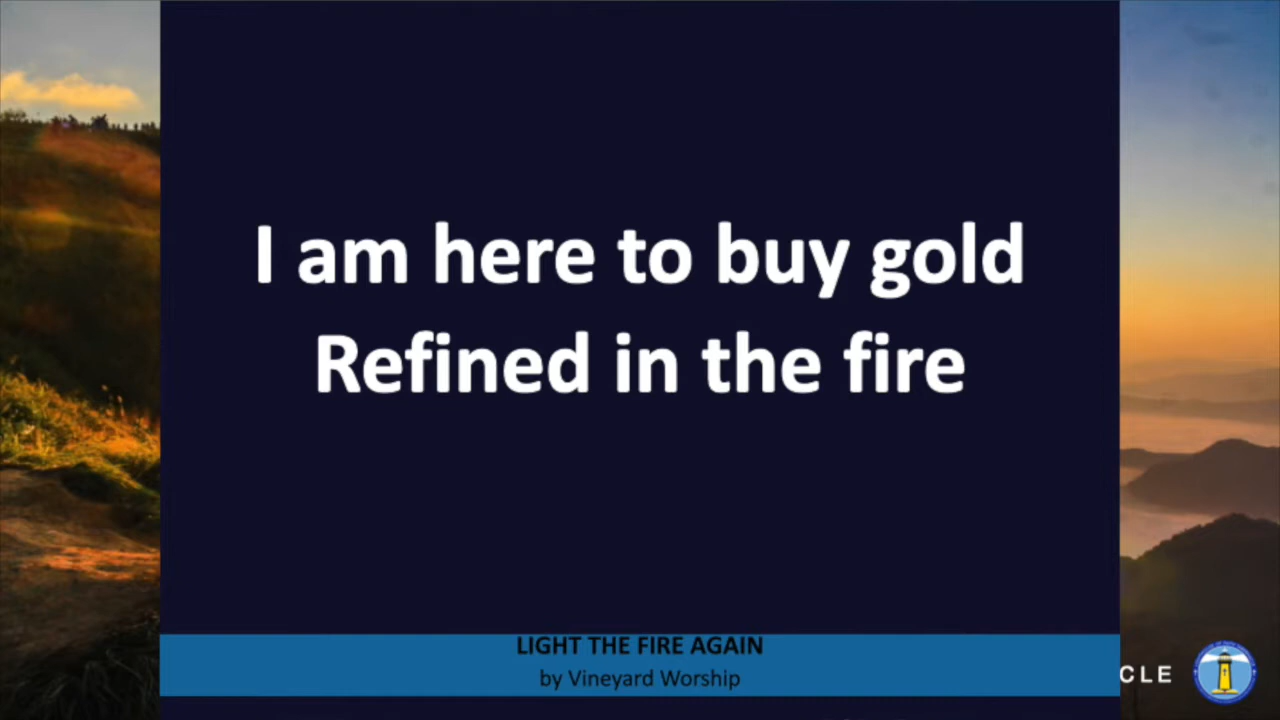 I am here to buy gold
Refined in the fire
LIGHT THE FIRE AGAIN
by Vineyard Worship
CLE